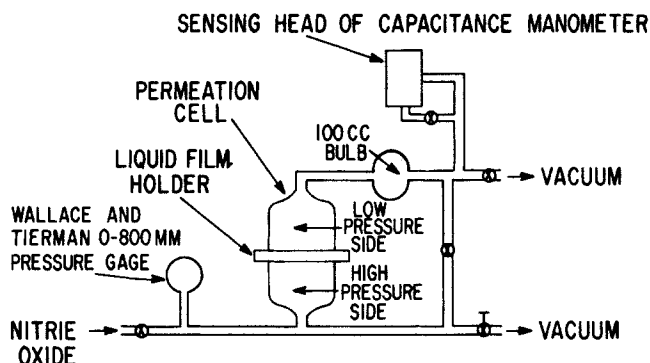 SENSING HEAD OF CAPACITANCE MANOMETER
PERMEATION
CELL
100 CC
BULB
LIQUID FILM
HOLDER
VACUUM
WALLACE AND
TIERMAN 0-800 MM
PRESSURE GAGE
LOW
PRESSURE
SIDE
HIGH
PRESSURE
SIDE
NITRIE
OXIDE
VACUUM